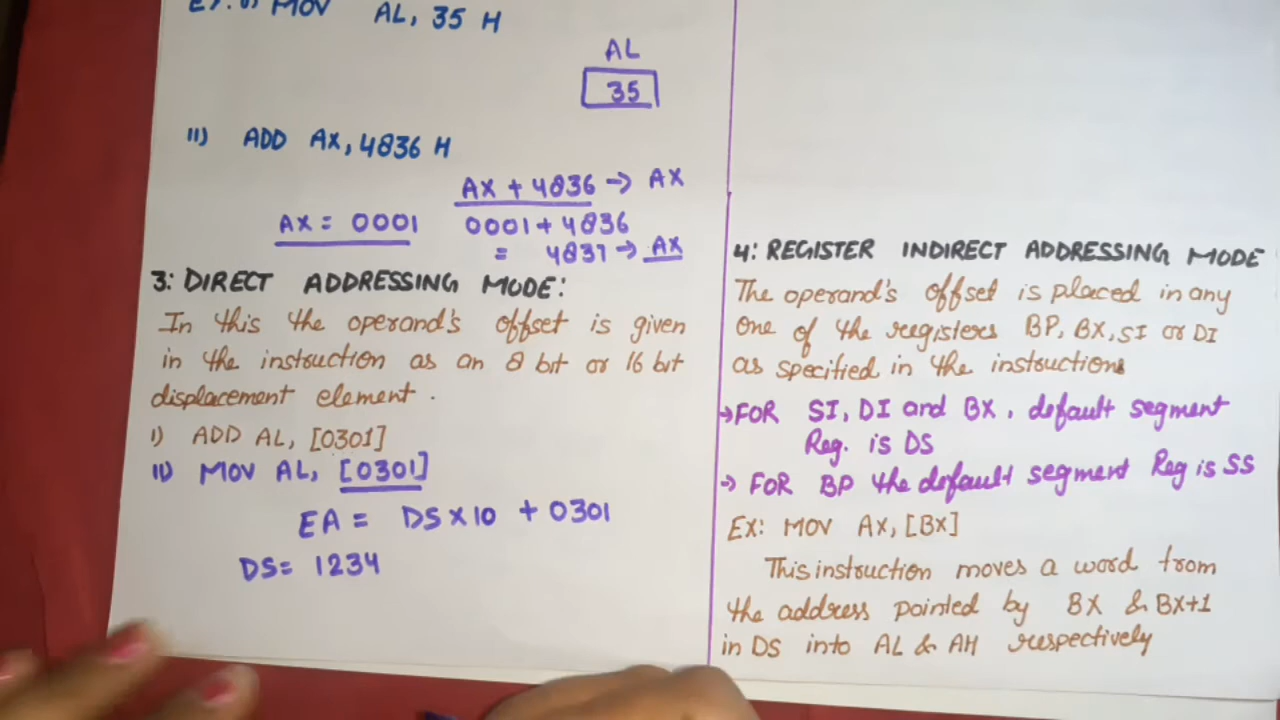 Ex: i) MOV AL, 35 H
AL
35
11) ADD AX, 4836 H
AX + 4836 → AX
AX = 0001 0001 + 4836
= 4837 → AX
3: DIRECT ADDRESSING MODE:
In this the operand's offset is given
in the instruction as an 8 bit or 16 bit
displacement element.
1) ADD AL, [0301]
11) MOV AL, [0301]
EA = DS × 10 + 0301
DS = 1234
4: REGISTER INDIRECT ADDRESSING MODE
The operand's offset is placed in any
one of the registers BP, BX, SI or DI
as specified in the instructions
→ FOR SI, DI and BX, default segment
Reg. is DS
→ FOR BP the default segment Reg is SS
EX: MOV AX, [BX]
This instruction moves a word from
the address pointed by BX & BX+1
in DS into AL & AH respectively